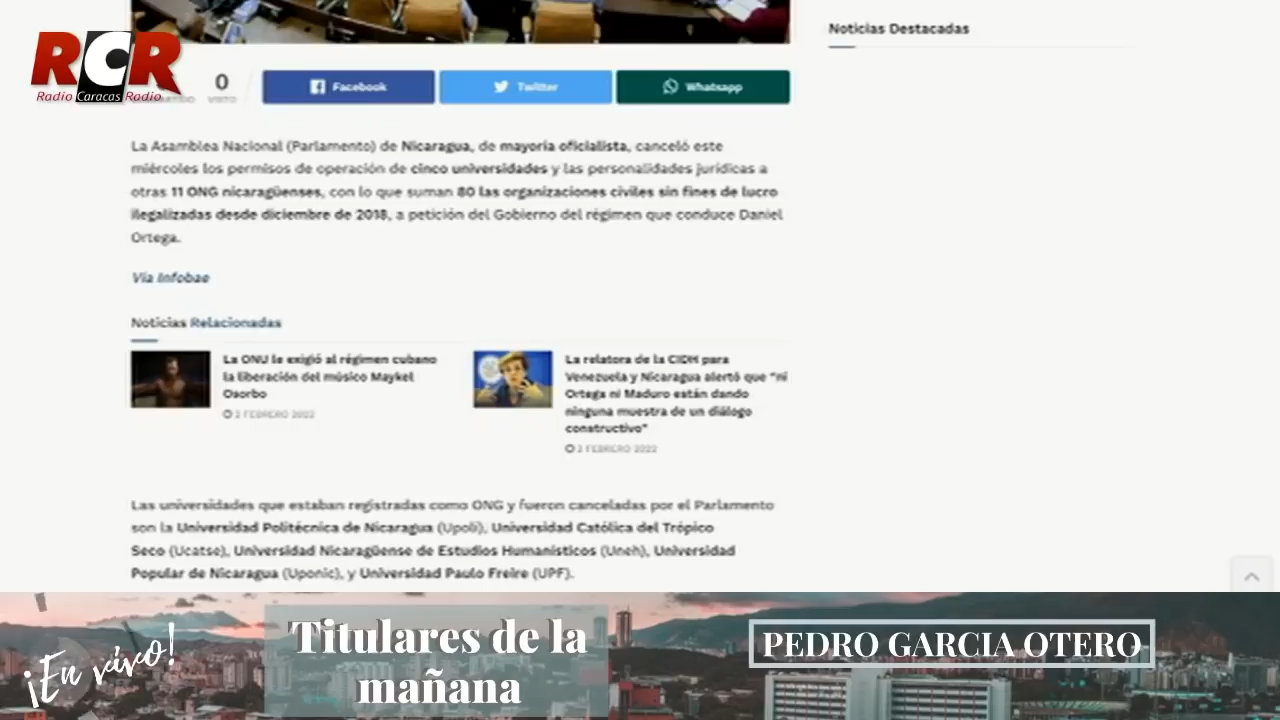 RCR
Radio Caracas Radio
0
VISTO
Facebook
Twitter
Whatsapp
Noticias Destacadas
La Asamblea Nacional (Parlamento) de Nicaragua, de mayoría oficialista, canceló este
miércoles los permisos de operación de cinco universidades y las personalidades jurídicas a
otras 11 ONG nicaragüenses, con lo que suman 80 las organizaciones civiles sin fines de lucro
ilegalizadas desde diciembre de 2018, a petición del Gobierno del régimen que conduce Daniel
Ortega.
Vía Infobae
Noticias Relacionadas
La ONU le exigió al régimen cubano
la liberación del músico Maykel
Osorbo
2 FEBRERO 2022
La relatora de la CIDH para
Venezuela y Nicaragua alertó que “ni
Ortega ni Maduro están dando
ninguna muestra de un diálogo
constructivo”
2 FEBRERO 2022
Las universidades que estaban registradas como ONG y fueron canceladas por el Parlamento
son la Universidad Politécnica de Nicaragua (Upoli), Universidad Católica del Trópico
Seco (Ucatse), Universidad Nicaragüense de Estudios Humanísticos (Uneh), Universidad
Popular de Nicaragua (Uponic), y Universidad Paulo Freire (UPF).
¡En vivo!
Titulares de la
mañana
PEDRO GARCIA OTERO